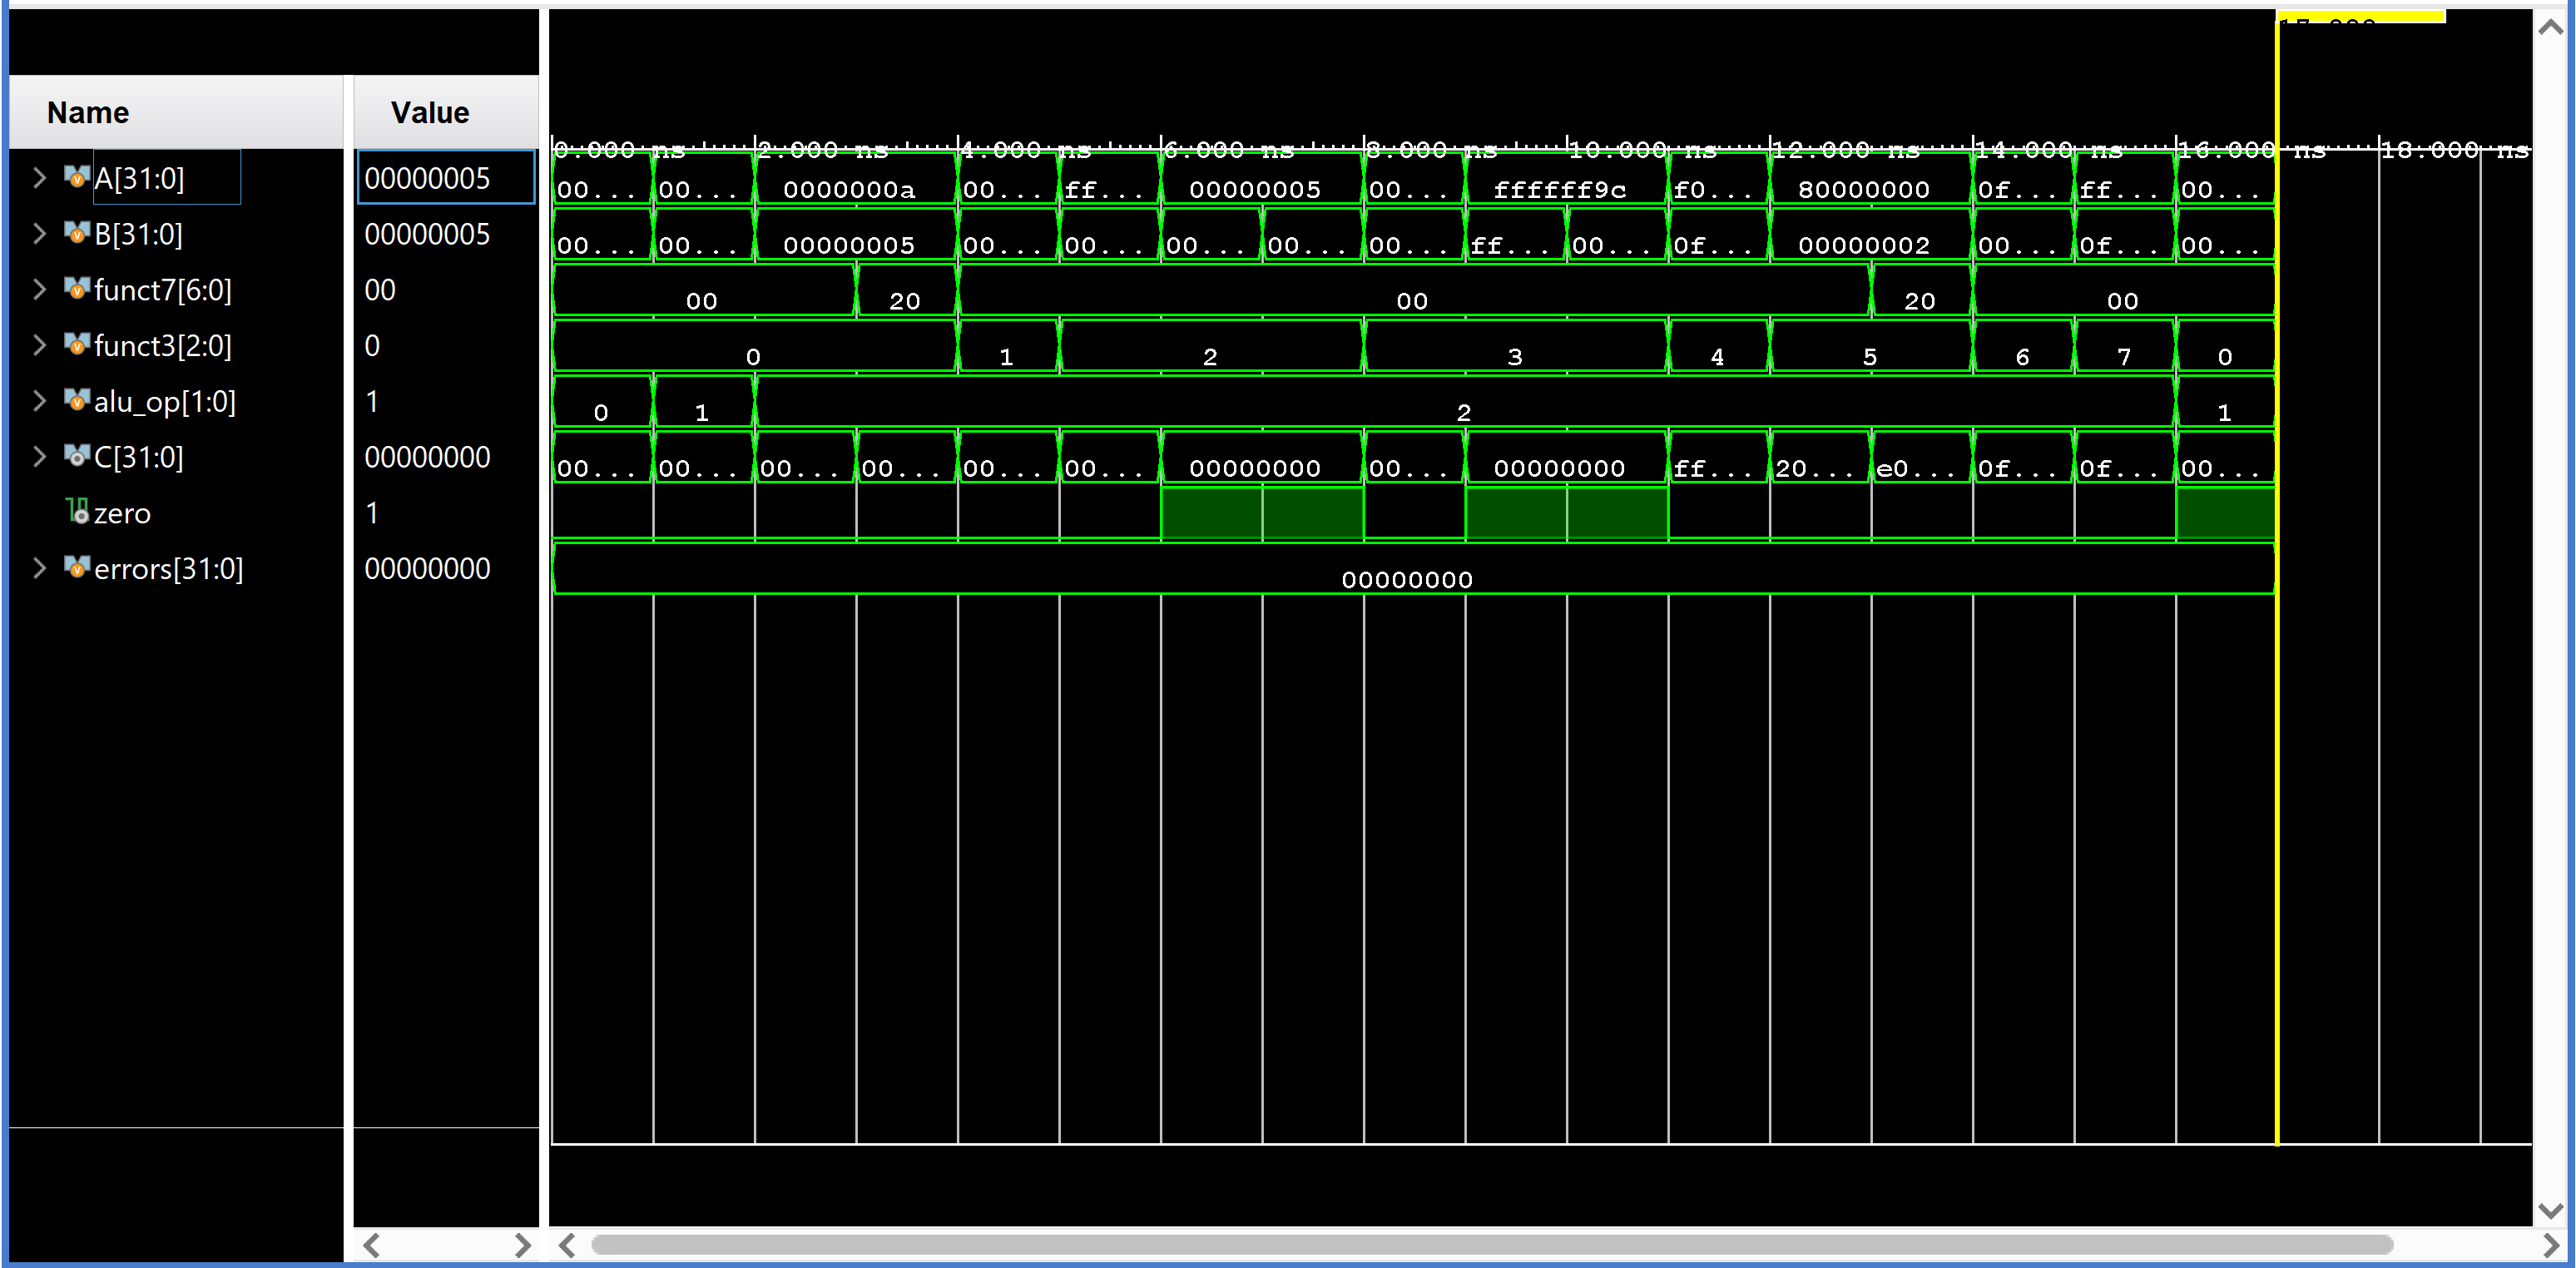 Name Value
0.000 ns 2.000 ns 4.000 ns 6.000 ns 8.000 ns 10.000 ns 12.000 ns 14.000 ns 16.000 ns 18.000 ns
A[31:0] 00000005 00... 00... 0000000a 00... ff... 00000005 00... ffffff9c f0... 80000000 0f... ff... 00...
B[31:0] 00000005 00... 00... 00000005 00... 00... 00... 00... 00... ff... 00... 0f... 00000002 00... 0f... 00...
funct7[6:0] 00 00 20 00 20 00
funct3[2:0] 0 0 1 2 3 4 5 6 7 0
alu_op[1:0] 1 0 1 2 1
C[31:0] 00000000 00... 00... 00... 00... 00... 00... 00000000 00... 00000000 ff... 20... e0... 0f... 0f... 00...
zero 1
errors[31:0] 00000000 00000000